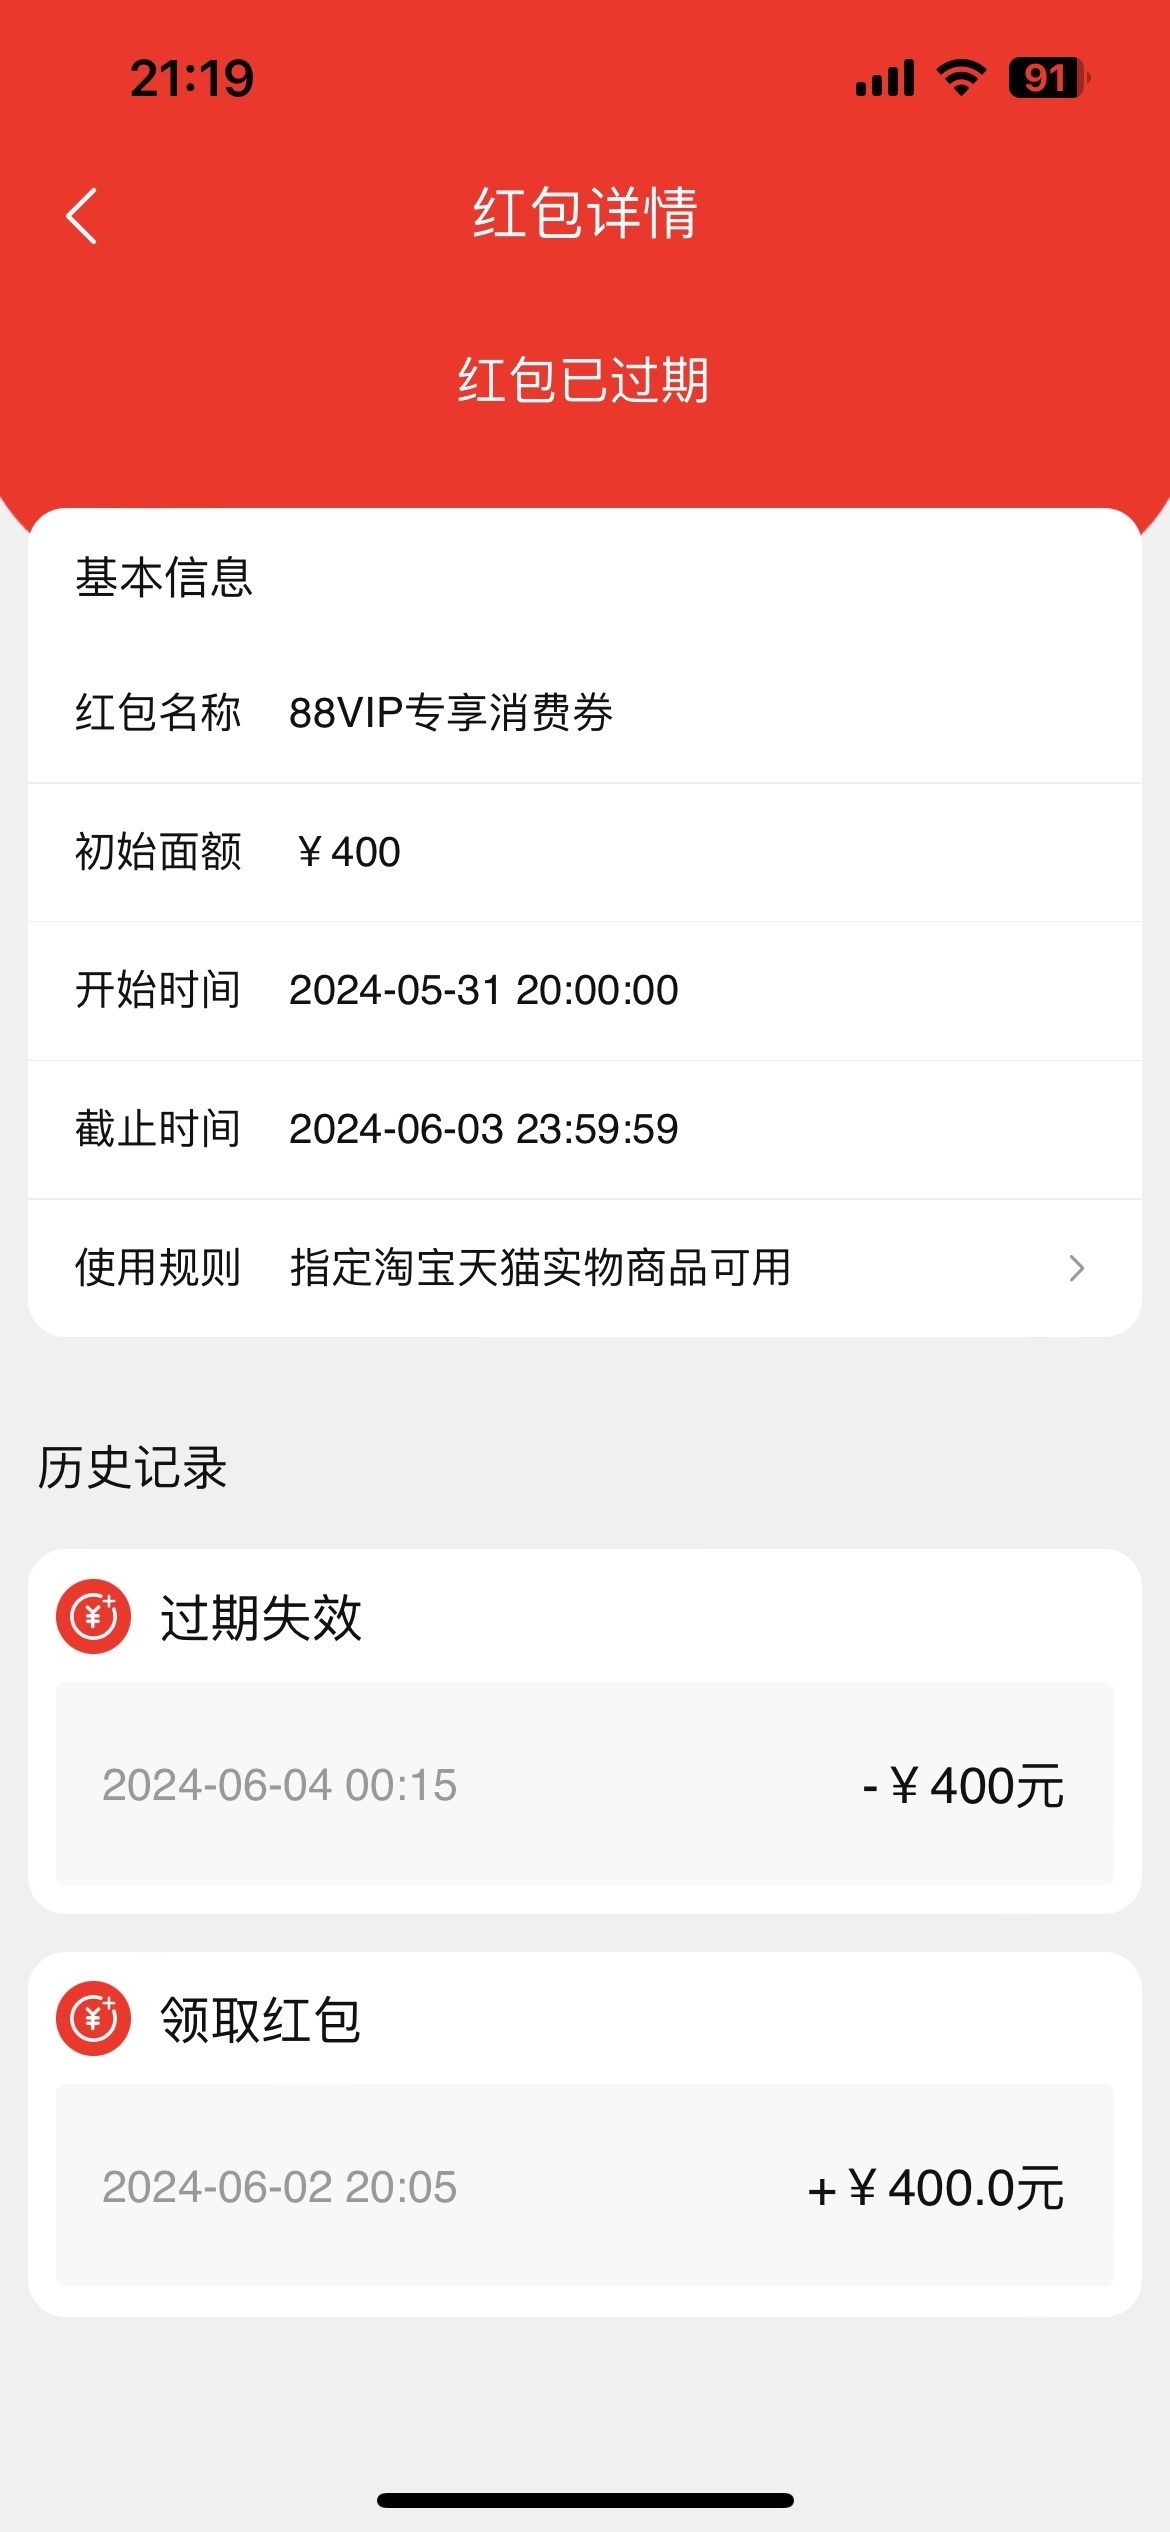 21:19
91
红包详情
红包已过期
基本信息
红包名称 88VIP专享消费券
初始面额 ¥400
开始时间 2024-05-31 20:00:00
截止时间 2024-06-03 23:59:59
使用规则 指定淘宝天猫实物商品可用
历史记录
过期失效
2024-06-04 00:15 -¥400元
领取红包
2024-06-02 20:05 +¥400.0元